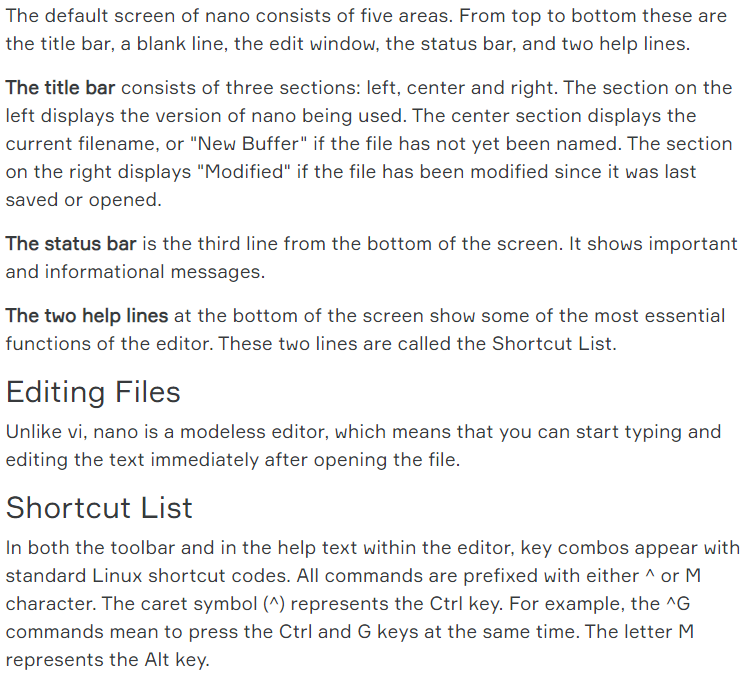 The default screen of nano consists of five areas. From top to bottom these are
the title bar, a blank line, the edit window, the status bar, and two help lines.
The title bar consists of three sections: left, center and right. The section on the
left displays the version of nano being used. The center section displays the
current filename, or "New Buffer" if the file has not yet been named. The section
on the right displays "Modified" if the file has been modified since it was last
saved or opened.
The status bar is the third line from the bottom of the screen. It shows important
and informational messages.
The two help lines at the bottom of the screen show some of the most essential
functions of the editor. These two lines are called the Shortcut List.
Editing Files
Unlike vi, nano is a modeless editor, which means that you can start typing and
editing the text immediately after opening the file.
Shortcut List
In both the toolbar and in the help text within the editor, key combos appear with
standard Linux shortcut codes. All commands are prefixed with either ^ or M
character. The caret symbol (^) represents the Ctrl key. For example, the ^G
commands mean to press the Ctrl and G keys at the same time. The letter M
represents the Alt key.